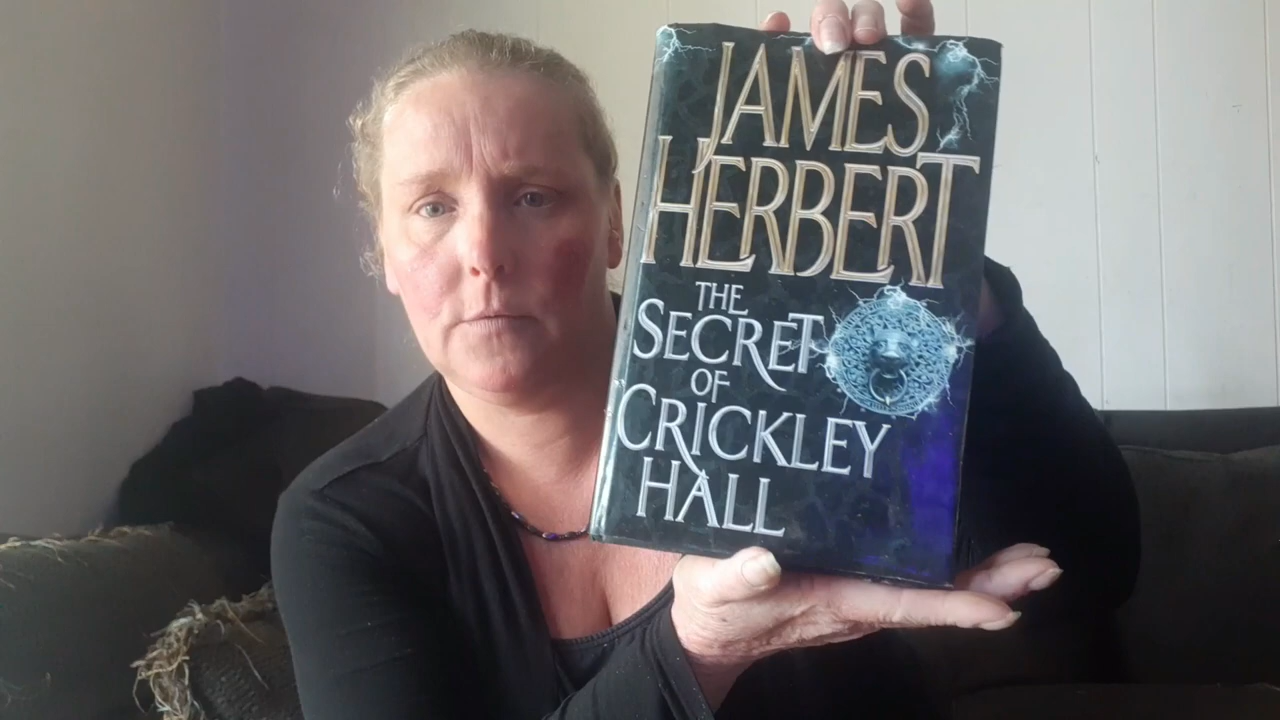 JAMES
HERBERT
THE
SECRET
OF
CRICKLEY
HALL